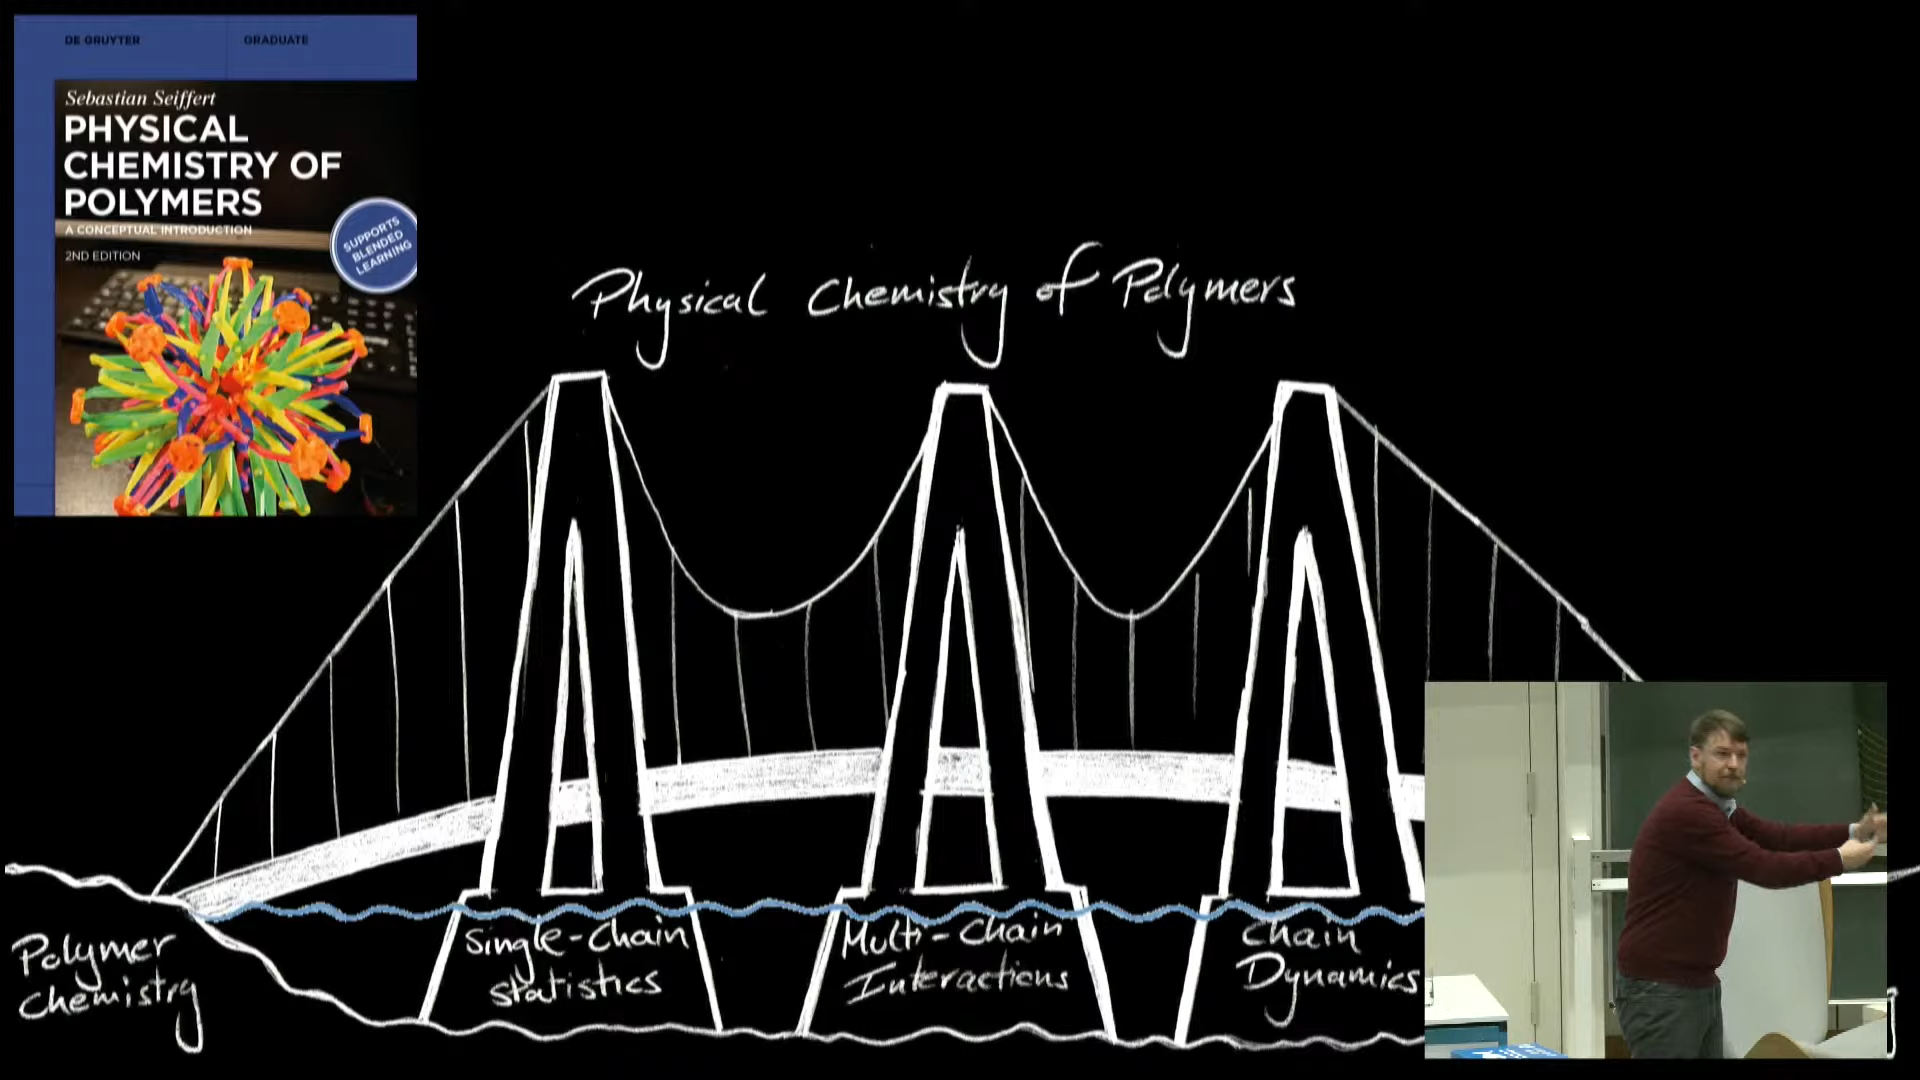 DE GRUYTER
GRADUATE
Sebastian Seiffert
PHYSICAL
CHEMISTRY OF
POLYMERS
A CONCEPTUAL INTRODUCTION
2ND EDITION
SUPPORTS
BLENDED
LEARNING
Physical Chemistry of Polymers
Polymer
chemistry
Single-Chain
statistics
Multi-Chain
Interactions
Chain
Dynamics